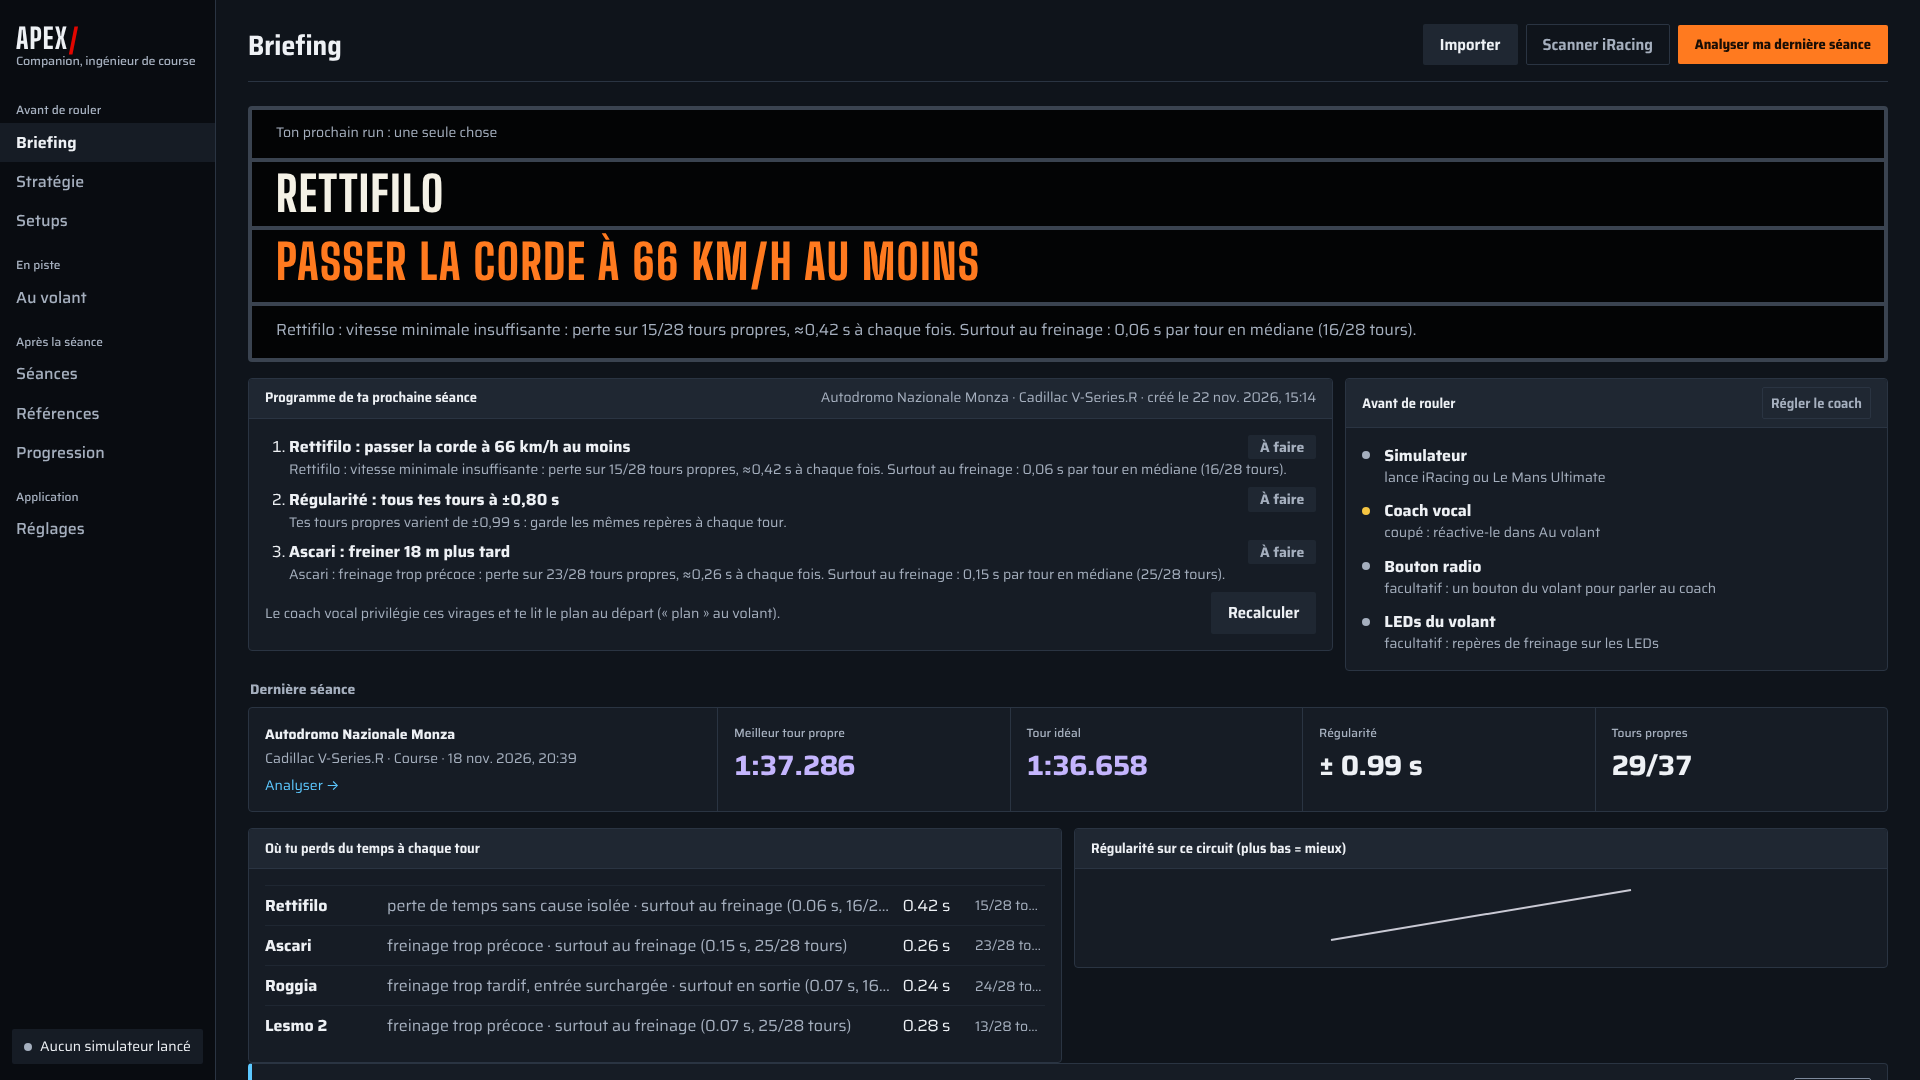 APEX/
Companion, ingénieur de course
Avant de rouler
Briefing
Stratégie
Setups
En piste
Au volant
Après la séance
Séances
Références
Progression
Application
Réglages
Aucun simulateur lancé
Briefing
Importer
Scanner iRacing
Analyser ma dernière séance
Ton prochain run : une seule chose
RETTIFILO
PASSER LA CORDE À 66 KM/H AU MOINS
Rettifilo : vitesse minimale insuffisante : perte sur 15/28 tours propres, ≈0,42 s à chaque fois. Surtout au freinage : 0,06 s par tour en médiane (16/28 tours).
Programme de ta prochaine séance
Autodromo Nazionale Monza · Cadillac V-Series.R · créé le 22 nov. 2026, 15:14
1. Rettifilo : passer la corde à 66 km/h au moins
À faire
Rettifilo : vitesse minimale insuffisante : perte sur 15/28 tours propres, ≈0,42 s à chaque fois. Surtout au freinage : 0,06 s par tour en médiane (16/28 tours).
2. Régularité : tous tes tours à ±0,80 s
À faire
Tes tours propres varient de ±0,99 s : garde les mêmes repères à chaque tour.
3. Ascari : freiner 18 m plus tard
À faire
Ascari : freinage trop précoce : perte sur 23/28 tours propres, ≈0,26 s à chaque fois. Surtout au freinage : 0,15 s par tour en médiane (25/28 tours).
Le coach vocal privilégie ces virages et te lit le plan au départ (« plan » au volant).
Recalculer
Avant de rouler
Régler le coach
Simulateur
lance iRacing ou Le Mans Ultimate
Coach vocal
coupé : réactive-le dans Au volant
Bouton radio
facultatif : un bouton du volant pour parler au coach
LEDs du volant
facultatif : repères de freinage sur les LEDs
Dernière séance
Autodromo Nazionale Monza
Cadillac V-Series.R · Course · 18 nov. 2026, 20:39
Analyser →
Meilleur tour propre
1:37.286
Tour idéal
1:36.658
Régularité
± 0.99 s
Tours propres
29/37
Où tu perds du temps à chaque tour
Rettifilo perte de temps sans cause isolée · surtout au freinage (0.06 s, 16/2... 0.42 s 15/28 to...
Ascari freinage trop précoce · surtout au freinage (0.15 s, 25/28 tours) 0.26 s 23/28 to...
Roggia freinage trop tardif, entrée surchargée · surtout en sortie (0.07 s, 16... 0.24 s 24/28 to...
Lesmo 2 freinage trop précoce · surtout au freinage (0.07 s, 25/28 tours) 0.28 s 13/28 to...
Régularité sur ce circuit (plus bas = mieux)